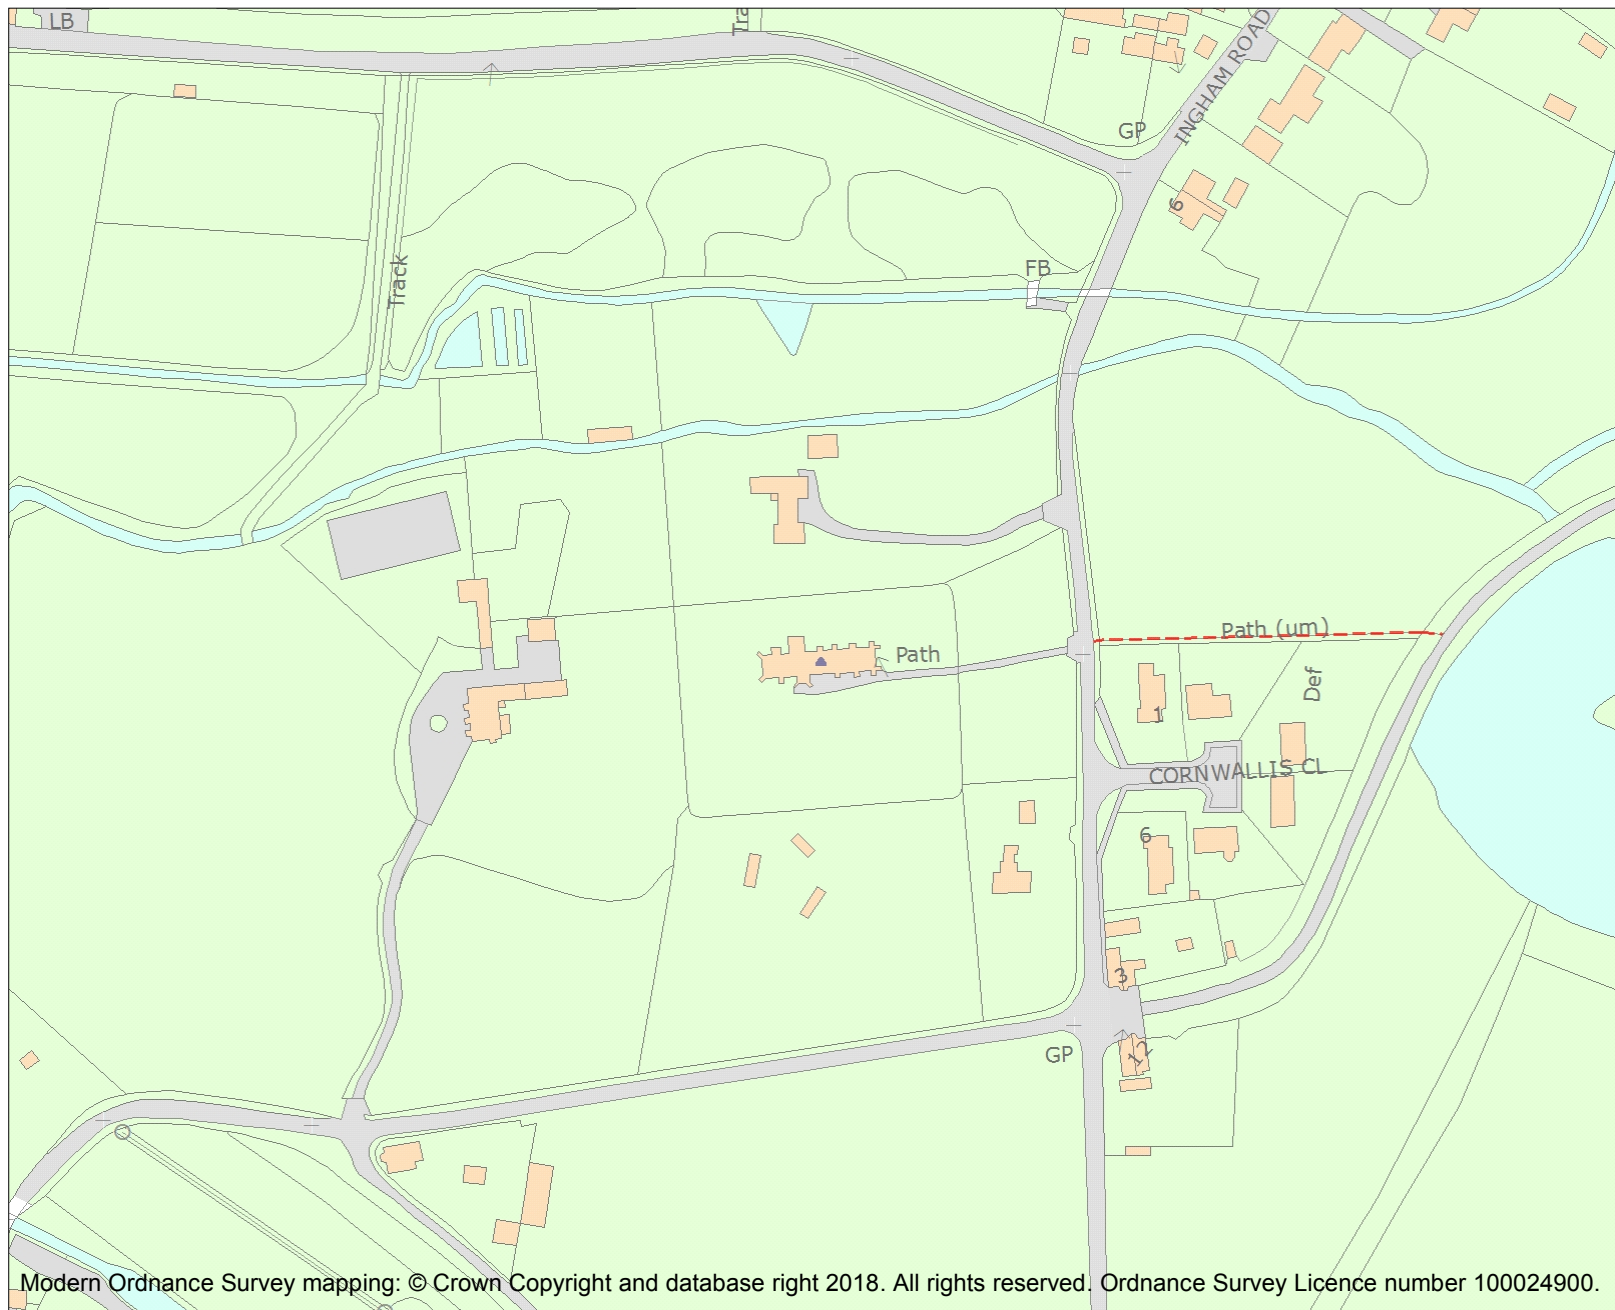 LB
Tra
INGHAM ROAD
GP
6
FB
Track
Path (um)
Path
Def
1
CORNWALLIS CL
6
3
GP
12
Modern Ordnance Survey mapping: © Crown Copyright and database right 2018. All rights reserved. Ordnance Survey Licence number 100024900.